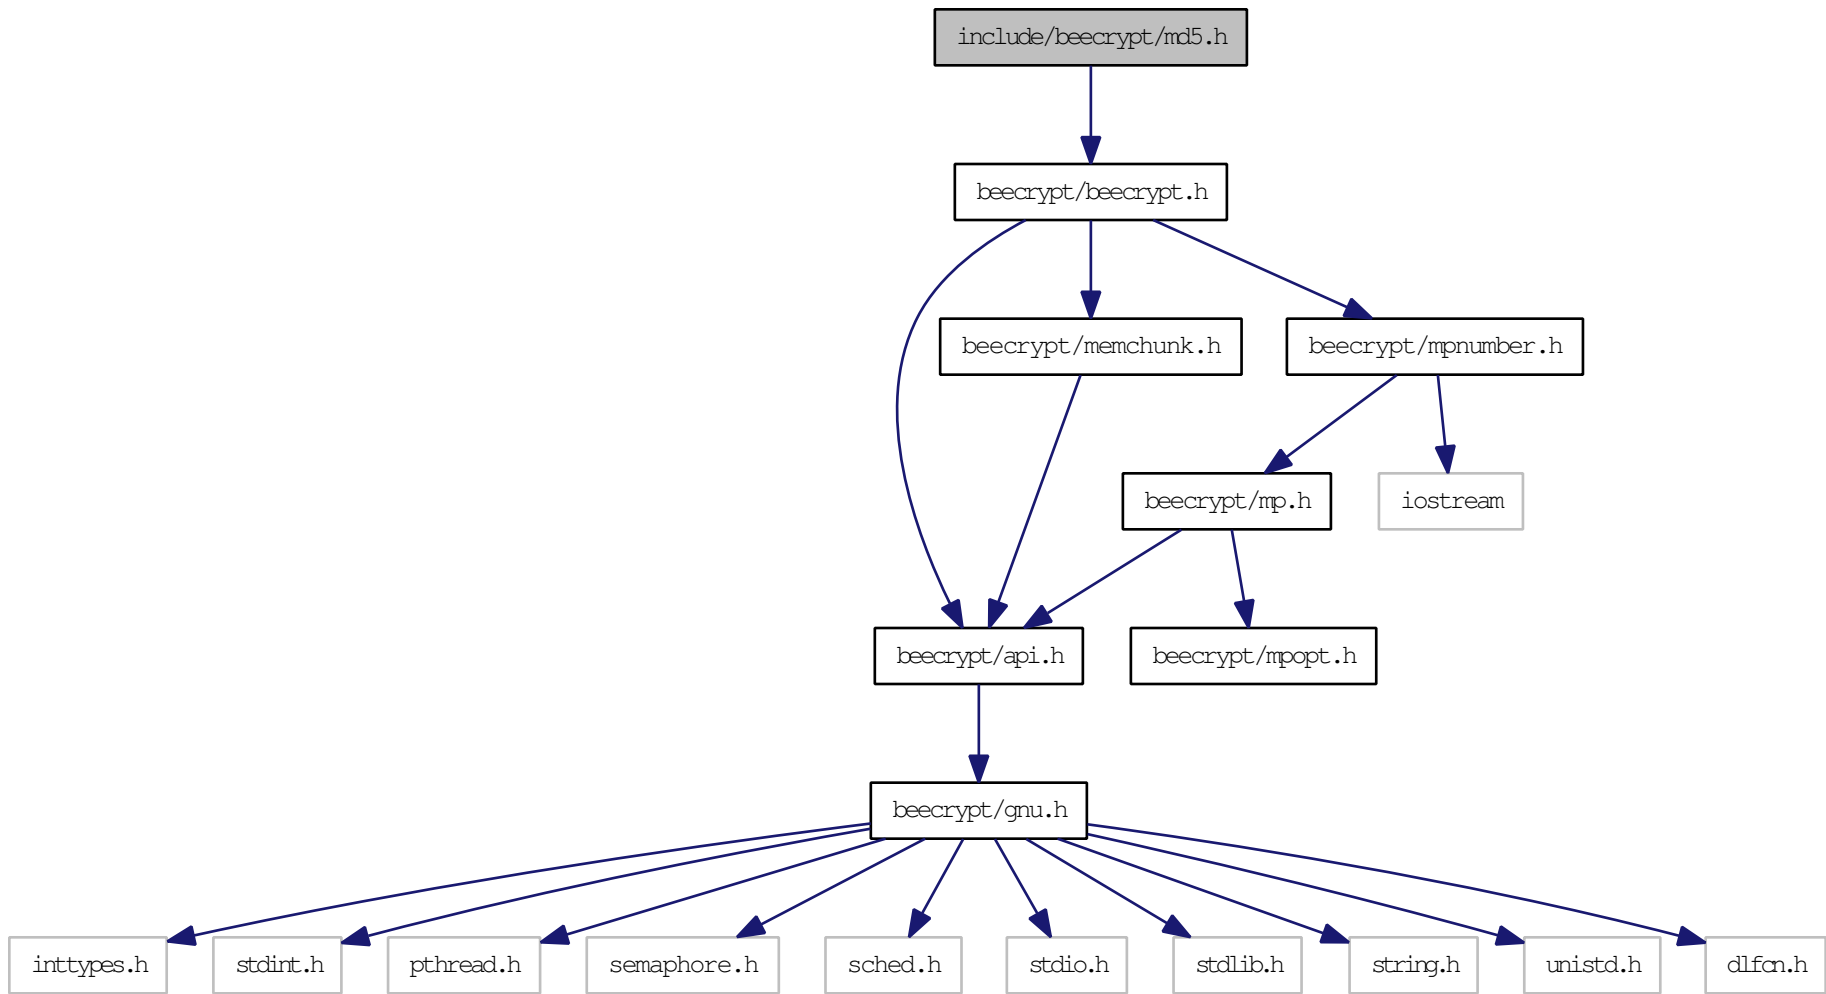 include/beecrypt/md5.h
beecrypt/beecrypt.h
beecrypt/memchunk.h
beecrypt/mpnumber.h
beecrypt/mp.h
iostream
beecrypt/api.h
beecrypt/mpopt.h
beecrypt/gnu.h
inttypes.h
stdint.h
pthread.h
semaphore.h
sched.h
stdio.h
stdlib.h
string.h
unistd.h
dlfcn.h